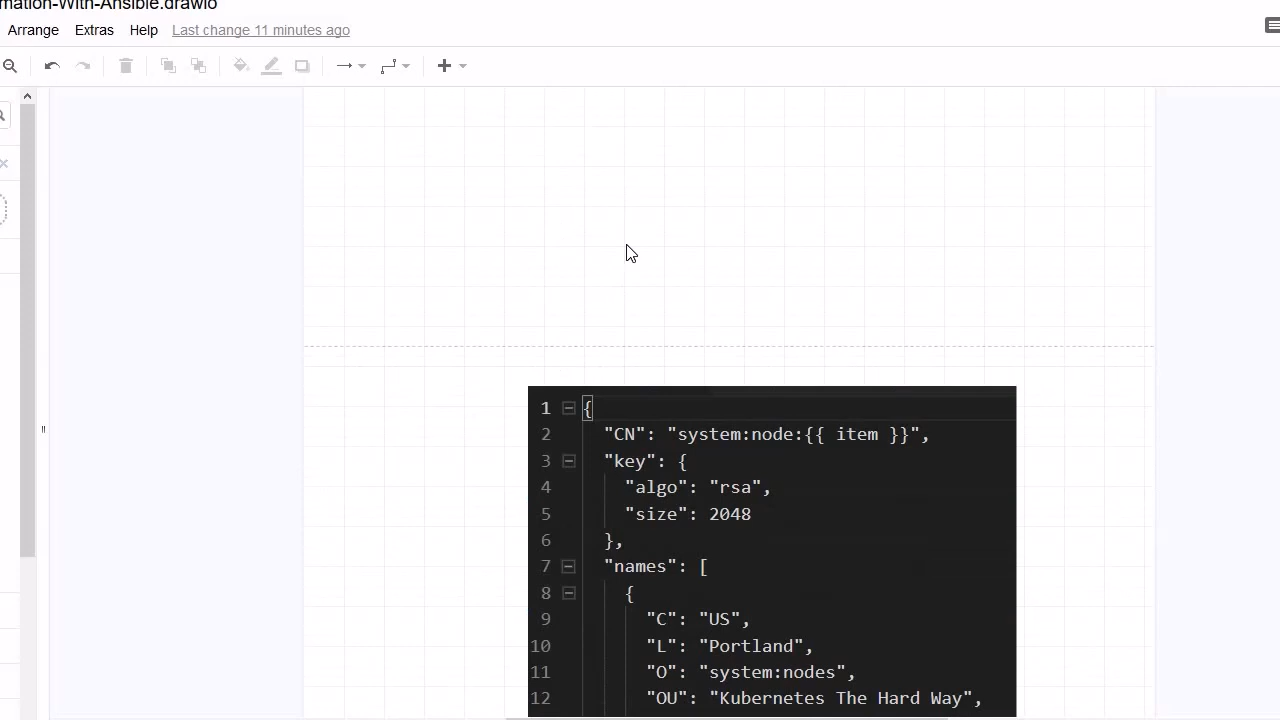 mation-With-Ansible.drawio
Arrange Extras Help Last change 11 minutes ago
1 {
2 "CN": "system:node:{{ item }}",
3 "key": {
4 "algo": "rsa",
5 "size": 2048
6 },
7 "names": [
8 {
9 "C": "US",
10 "L": "Portland",
11 "O": "system:nodes",
12 "OU": "Kubernetes The Hard Way",